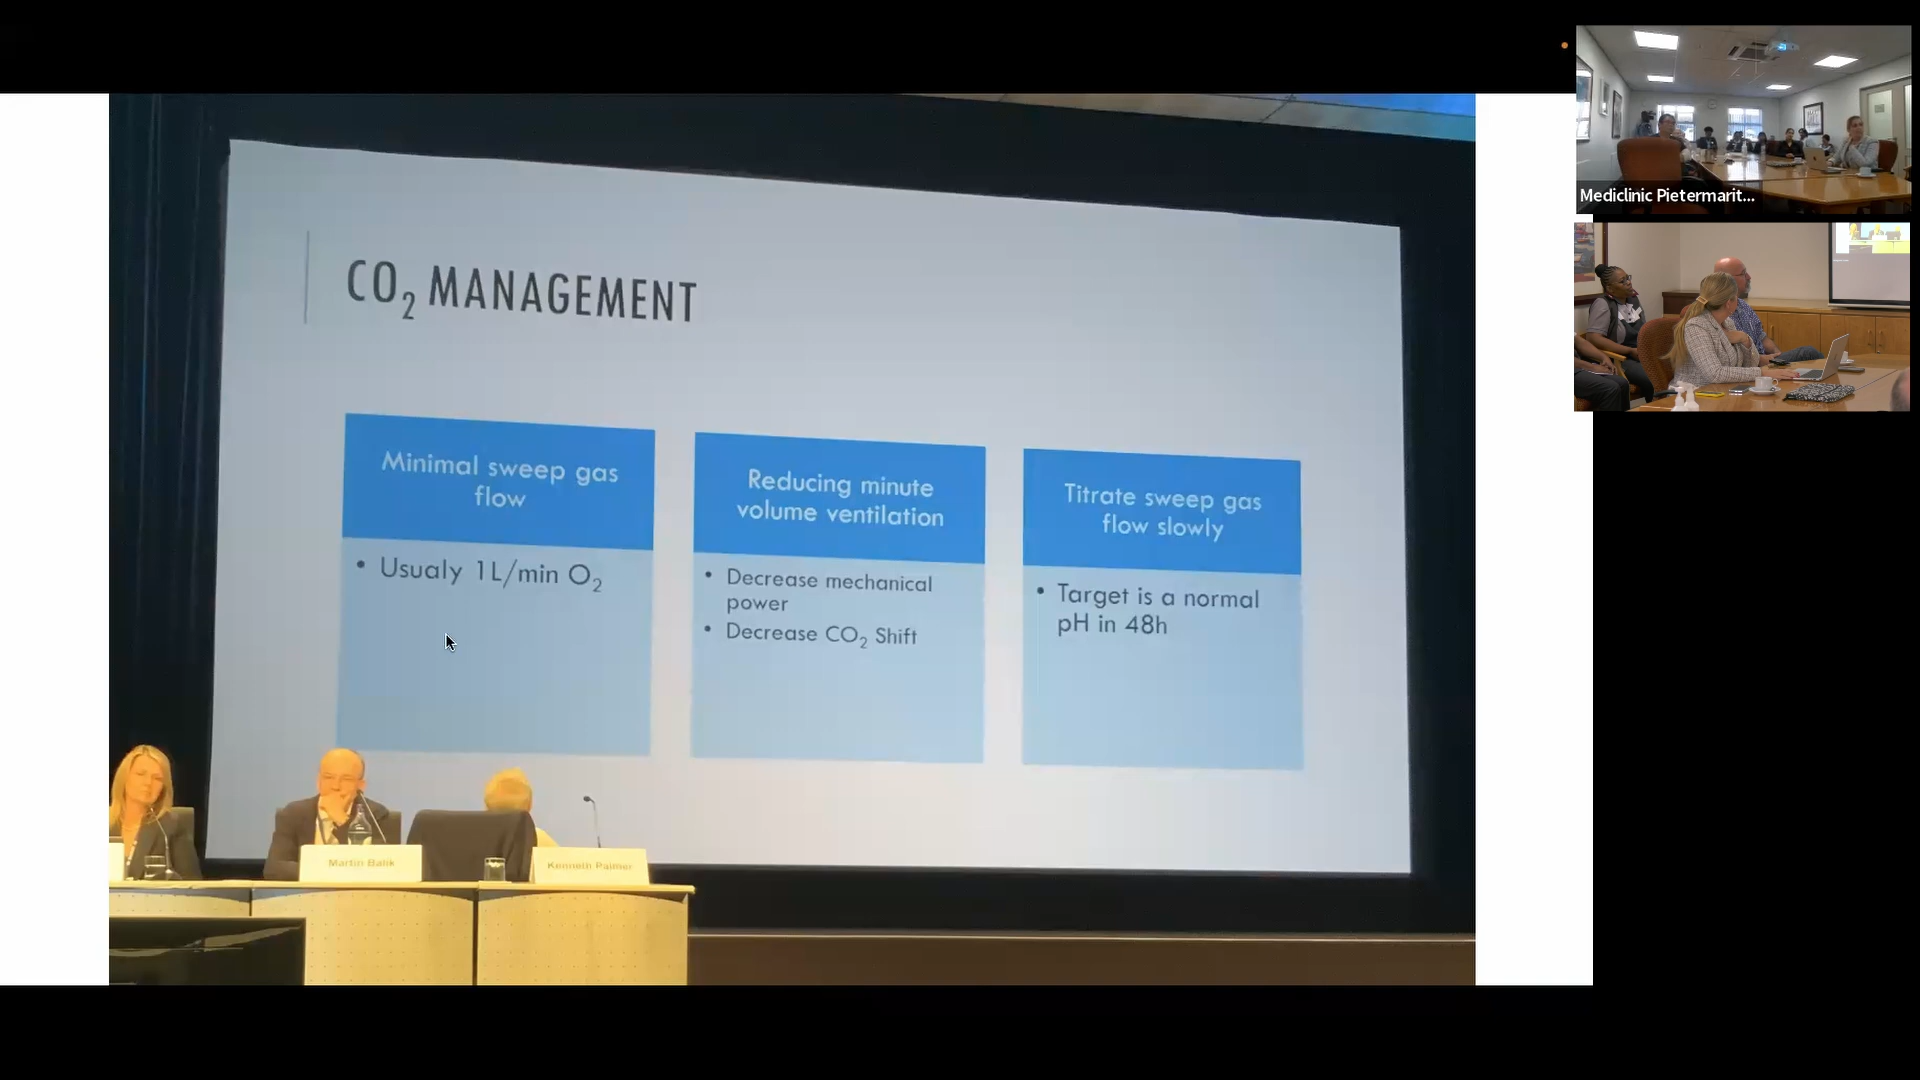 CO₂ MANAGEMENT
Minimal sweep gas
flow
• Usualy 1L/min O₂
Reducing minute
volume ventilation
• Decrease mechanical
power
• Decrease CO₂ Shift
Titrate sweep gas
flow slowly
• Target is a normal
pH in 48h
Martin Balik
Kenneth Palmer
Mediclinic Pietermarit...